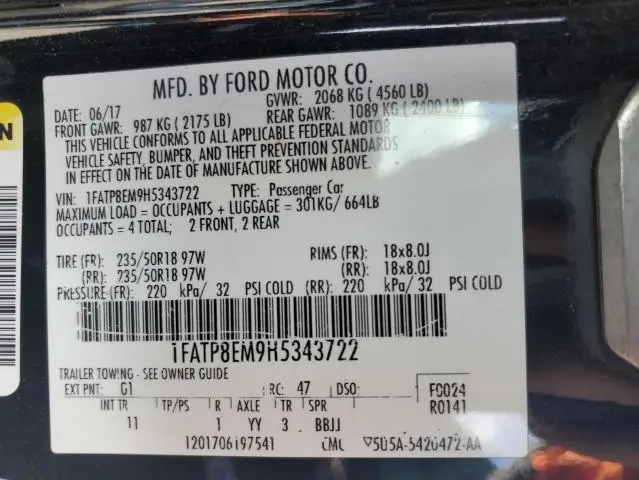 MFD. BY FORD MOTOR CO.
DATE: 06/17 GVWR: 2068 KG ( 4560 LB)
FRONT GAWR: 987 KG ( 2175 LB) REAR GAWR: 1089 KG ( 2400 LB)
THIS VEHICLE CONFORMS TO ALL APPLICABLE FEDERAL MOTOR
VEHICLE SAFETY, BUMPER, AND THEFT PREVENTION STANDARDS
IN EFFECT ON THE DATE OF MANUFACTURE SHOWN ABOVE.
VIN: 1FATP8EM9H5343722 TYPE: Passenger Car
MAXIMUM LOAD = OCCUPANTS + LUGGAGE = 301KG/ 664LB
OCCUPANTS = 4 TOTAL; 2 FRONT, 2 REAR
TIRE (FR): 235/50R18 97W RIMS (FR): 18x8.0J
(RR): 235/50R18 97W (RR): 18x8.0J
PRESSURE(FR): 220 kPa/ 32 PSI COLD (RR): 220 kPa/ 32 PSI COLD
1FATP8EM9H5343722
TRAILER TOWING - SEE OWNER GUIDE
EXT PNT: G1 RC: 47 DSO: F0024
INT TR TP/PS R AXLE TR SPR R0141
11 1 YY 3 BBJJ
1201706197541